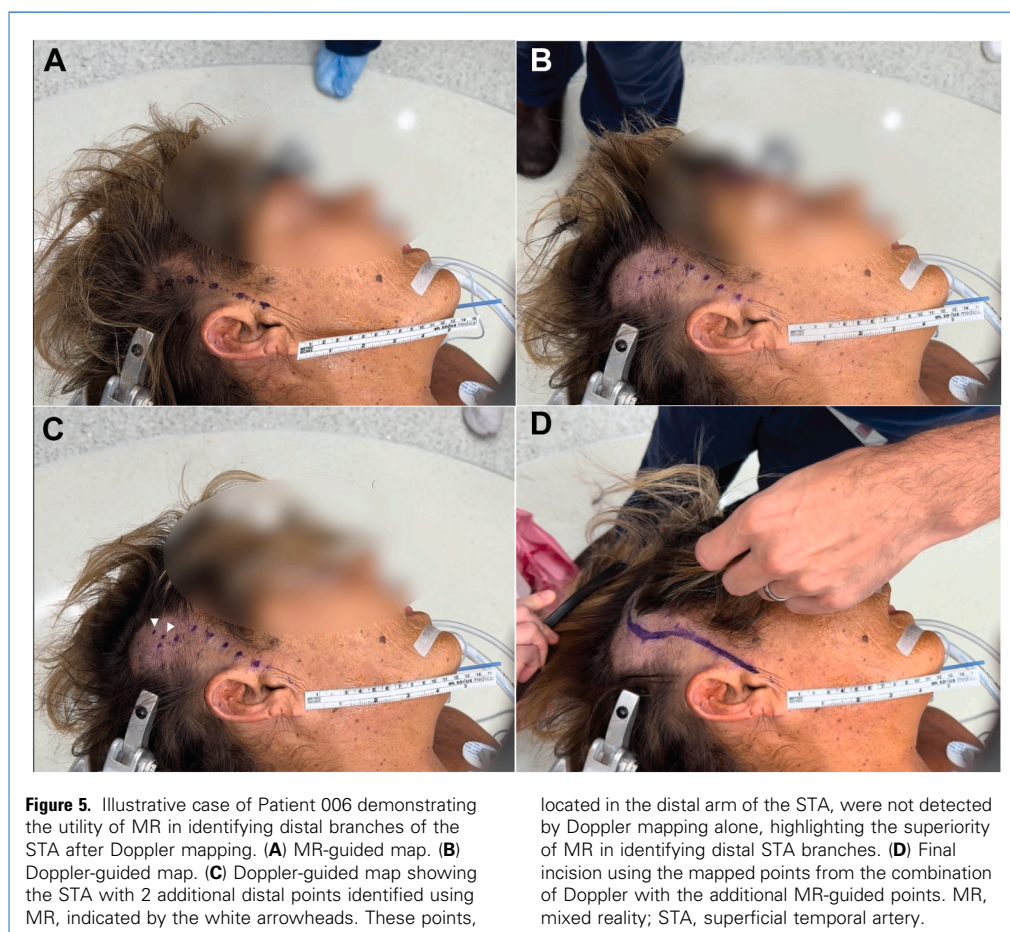 A
B
C
D
Figure 5. Illustrative case of Patient 006 demonstrating
the utility of MR in identifying distal branches of the
STA after Doppler mapping. (A) MR-guided map. (B)
Doppler-guided map. (C) Doppler-guided map showing
the STA with 2 additional distal points identified using
MR, indicated by the white arrowheads. These points,
located in the distal arm of the STA, were not detected
by Doppler mapping alone, highlighting the superiority
of MR in identifying distal STA branches. (D) Final
incision using the mapped points from the combination
of Doppler with the additional MR-guided points. MR,
mixed reality; STA, superficial temporal artery.